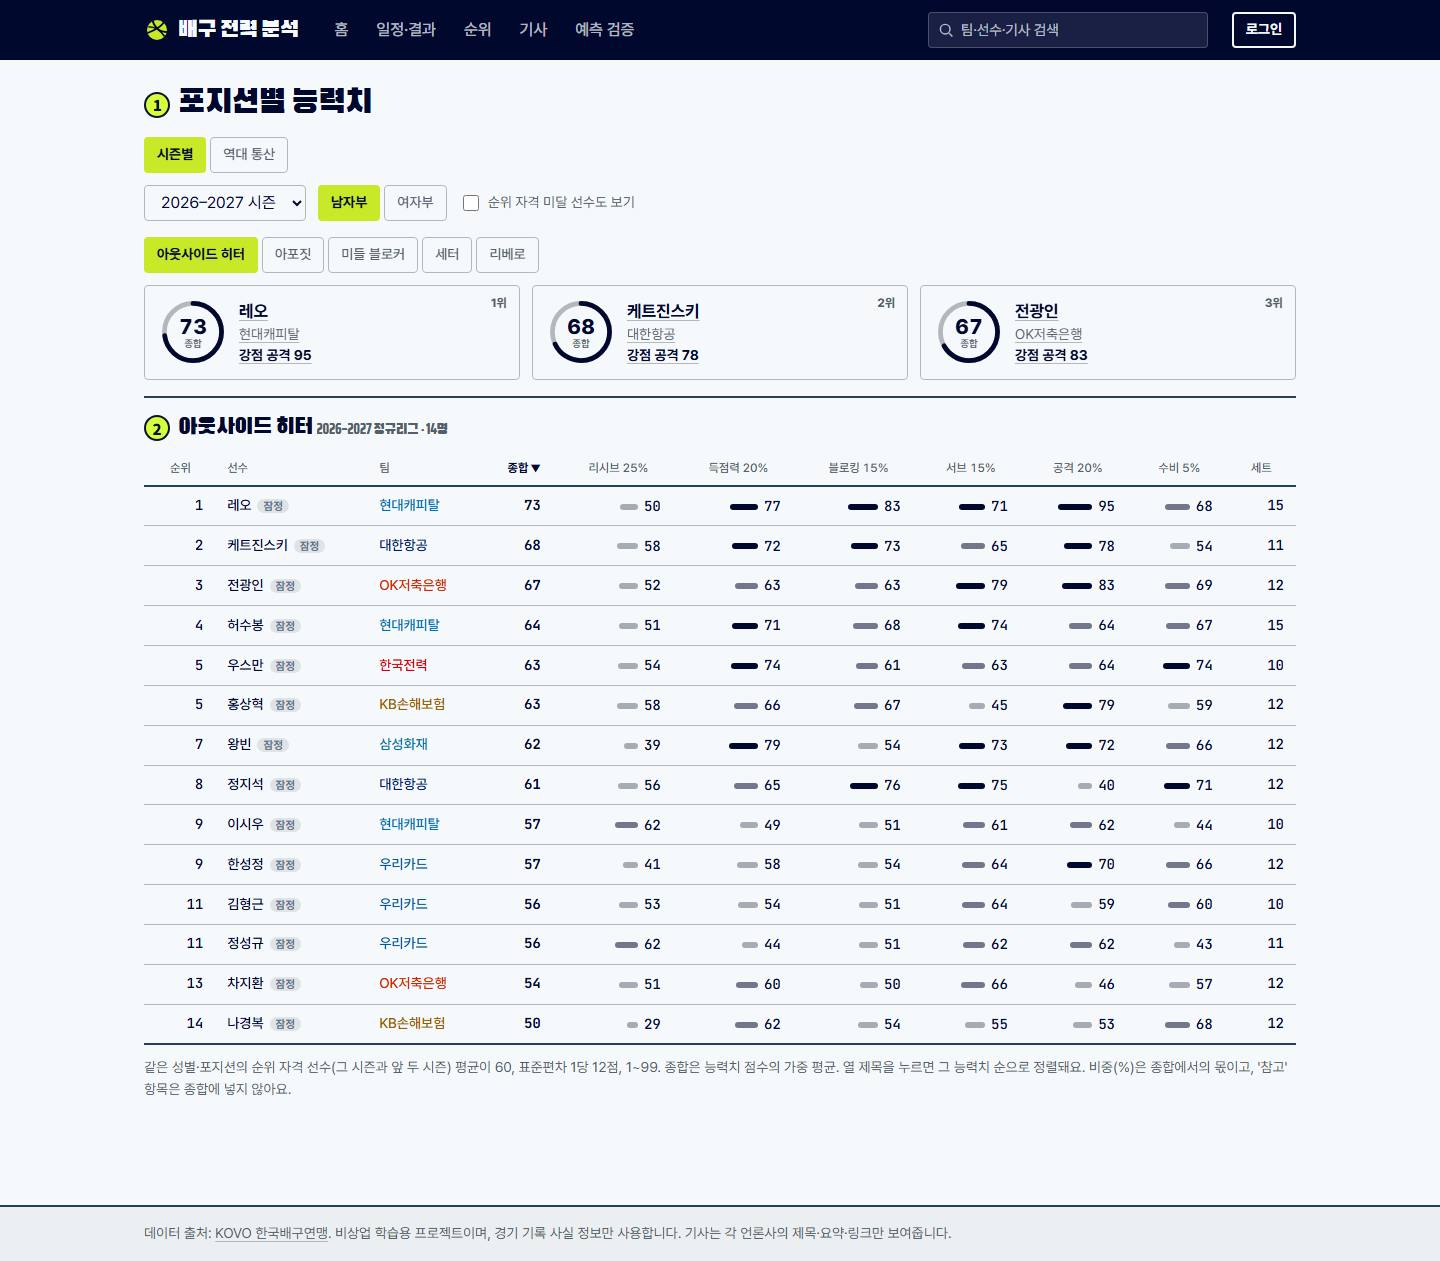 배구 전력 분석 홈 일정·결과 순위 기사 예측 검증 팀·선수·기사 검색 로그인
1 포지션별 능력치
시즌별 역대 통산
2026–2027 시즌 남자부 여자부 순위 자격 미달 선수도 보기
아웃사이드 히터 아포짓 미들 블로커 세터 리베로
73 종합 레오 1위
현대캐피탈
강점 공격 95
68 종합 케트진스키 2위
대한항공
강점 공격 78
67 종합 전광인 3위
OK저축은행
강점 공격 83
2 아웃사이드 히터 2026–2027 정규리그 · 14명
순위 선수 팀 종합 ▼ 리시브 25% 득점력 20% 블로킹 15% 서브 15% 공격 20% 수비 5% 세트
1 레오 잠정 현대캐피탈 73 50 77 83 71 95 68 15
2 케트진스키 잠정 대한항공 68 58 72 73 65 78 54 11
3 전광인 잠정 OK저축은행 67 52 63 63 79 83 69 12
4 허수봉 잠정 현대캐피탈 64 51 71 68 74 64 67 15
5 우스만 잠정 한국전력 63 54 74 61 63 64 74 10
5 홍상혁 잠정 KB손해보험 63 58 66 67 45 79 59 12
7 왕빈 잠정 삼성화재 62 39 79 54 73 72 66 12
8 정지석 잠정 대한항공 61 56 65 76 75 40 71 12
9 이시우 잠정 현대캐피탈 57 62 49 51 61 62 44 10
9 한성정 잠정 우리카드 57 41 58 54 64 70 66 12
11 김형근 잠정 우리카드 56 53 54 51 64 59 60 10
11 정성규 잠정 우리카드 56 62 44 51 62 62 43 11
13 차지환 잠정 OK저축은행 54 51 60 50 66 46 57 12
14 나경복 잠정 KB손해보험 50 29 62 54 55 53 68 12
같은 성별·포지션의 순위 자격 선수(그 시즌과 앞 두 시즌) 평균이 60, 표준편차 1당 12점, 1~99. 종합은 능력치 점수의 가중 평균. 열 제목을 누르면 그 능력치 순으로 정렬돼요. 비중(%)은 종합에서의 몫이고, '참고'
항목은 종합에 넣지 않아요.
데이터 출처: KOVO 한국배구연맹. 비상업 학습용 프로젝트이며, 경기 기록 사실 정보만 사용합니다. 기사는 각 언론사의 제목·요약·링크만 보여줍니다.